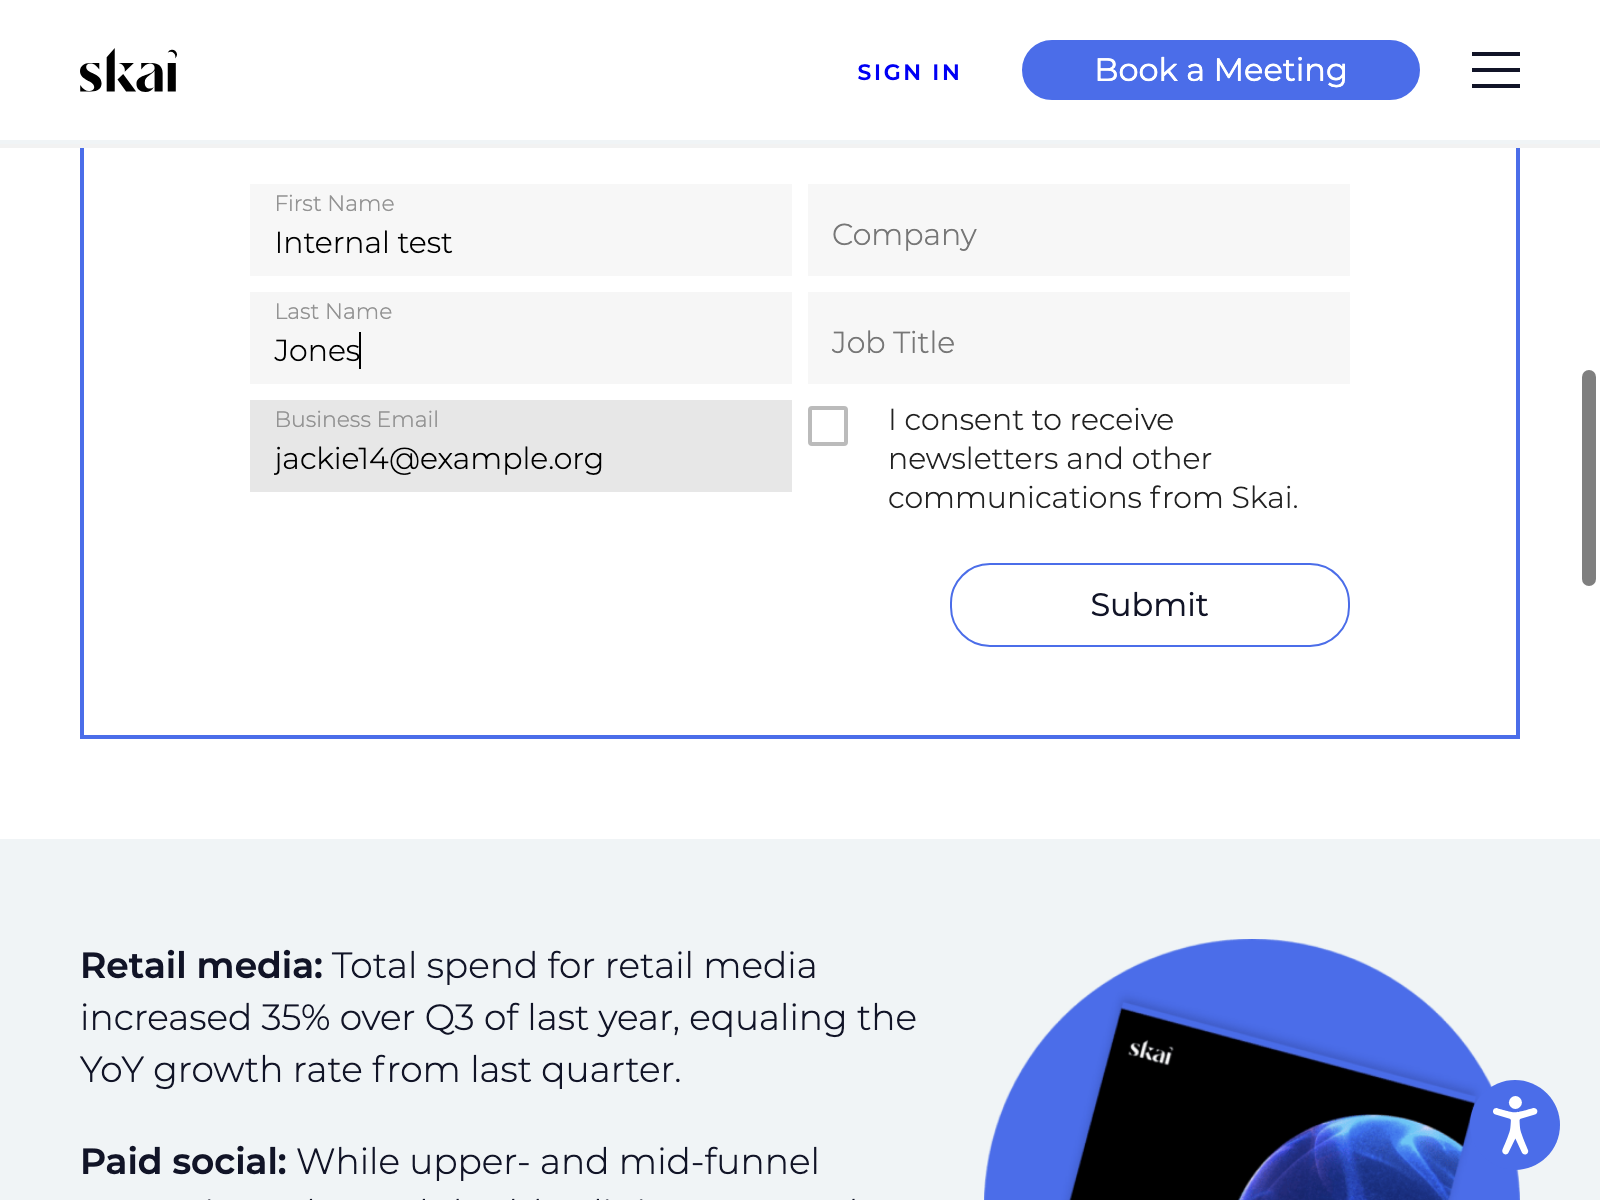 skai
SIGN IN
Book a Meeting
First Name
Internal test
Company
Last Name
Jones
Job Title
Business Email
jackie14@example.org
I consent to receive
newsletters and other
communications from Skai.
Submit
Retail media: Total spend for retail media
increased 35% over Q3 of last year, equaling the
YoY growth rate from last quarter.
Paid social: While upper- and mid-funnel
skai